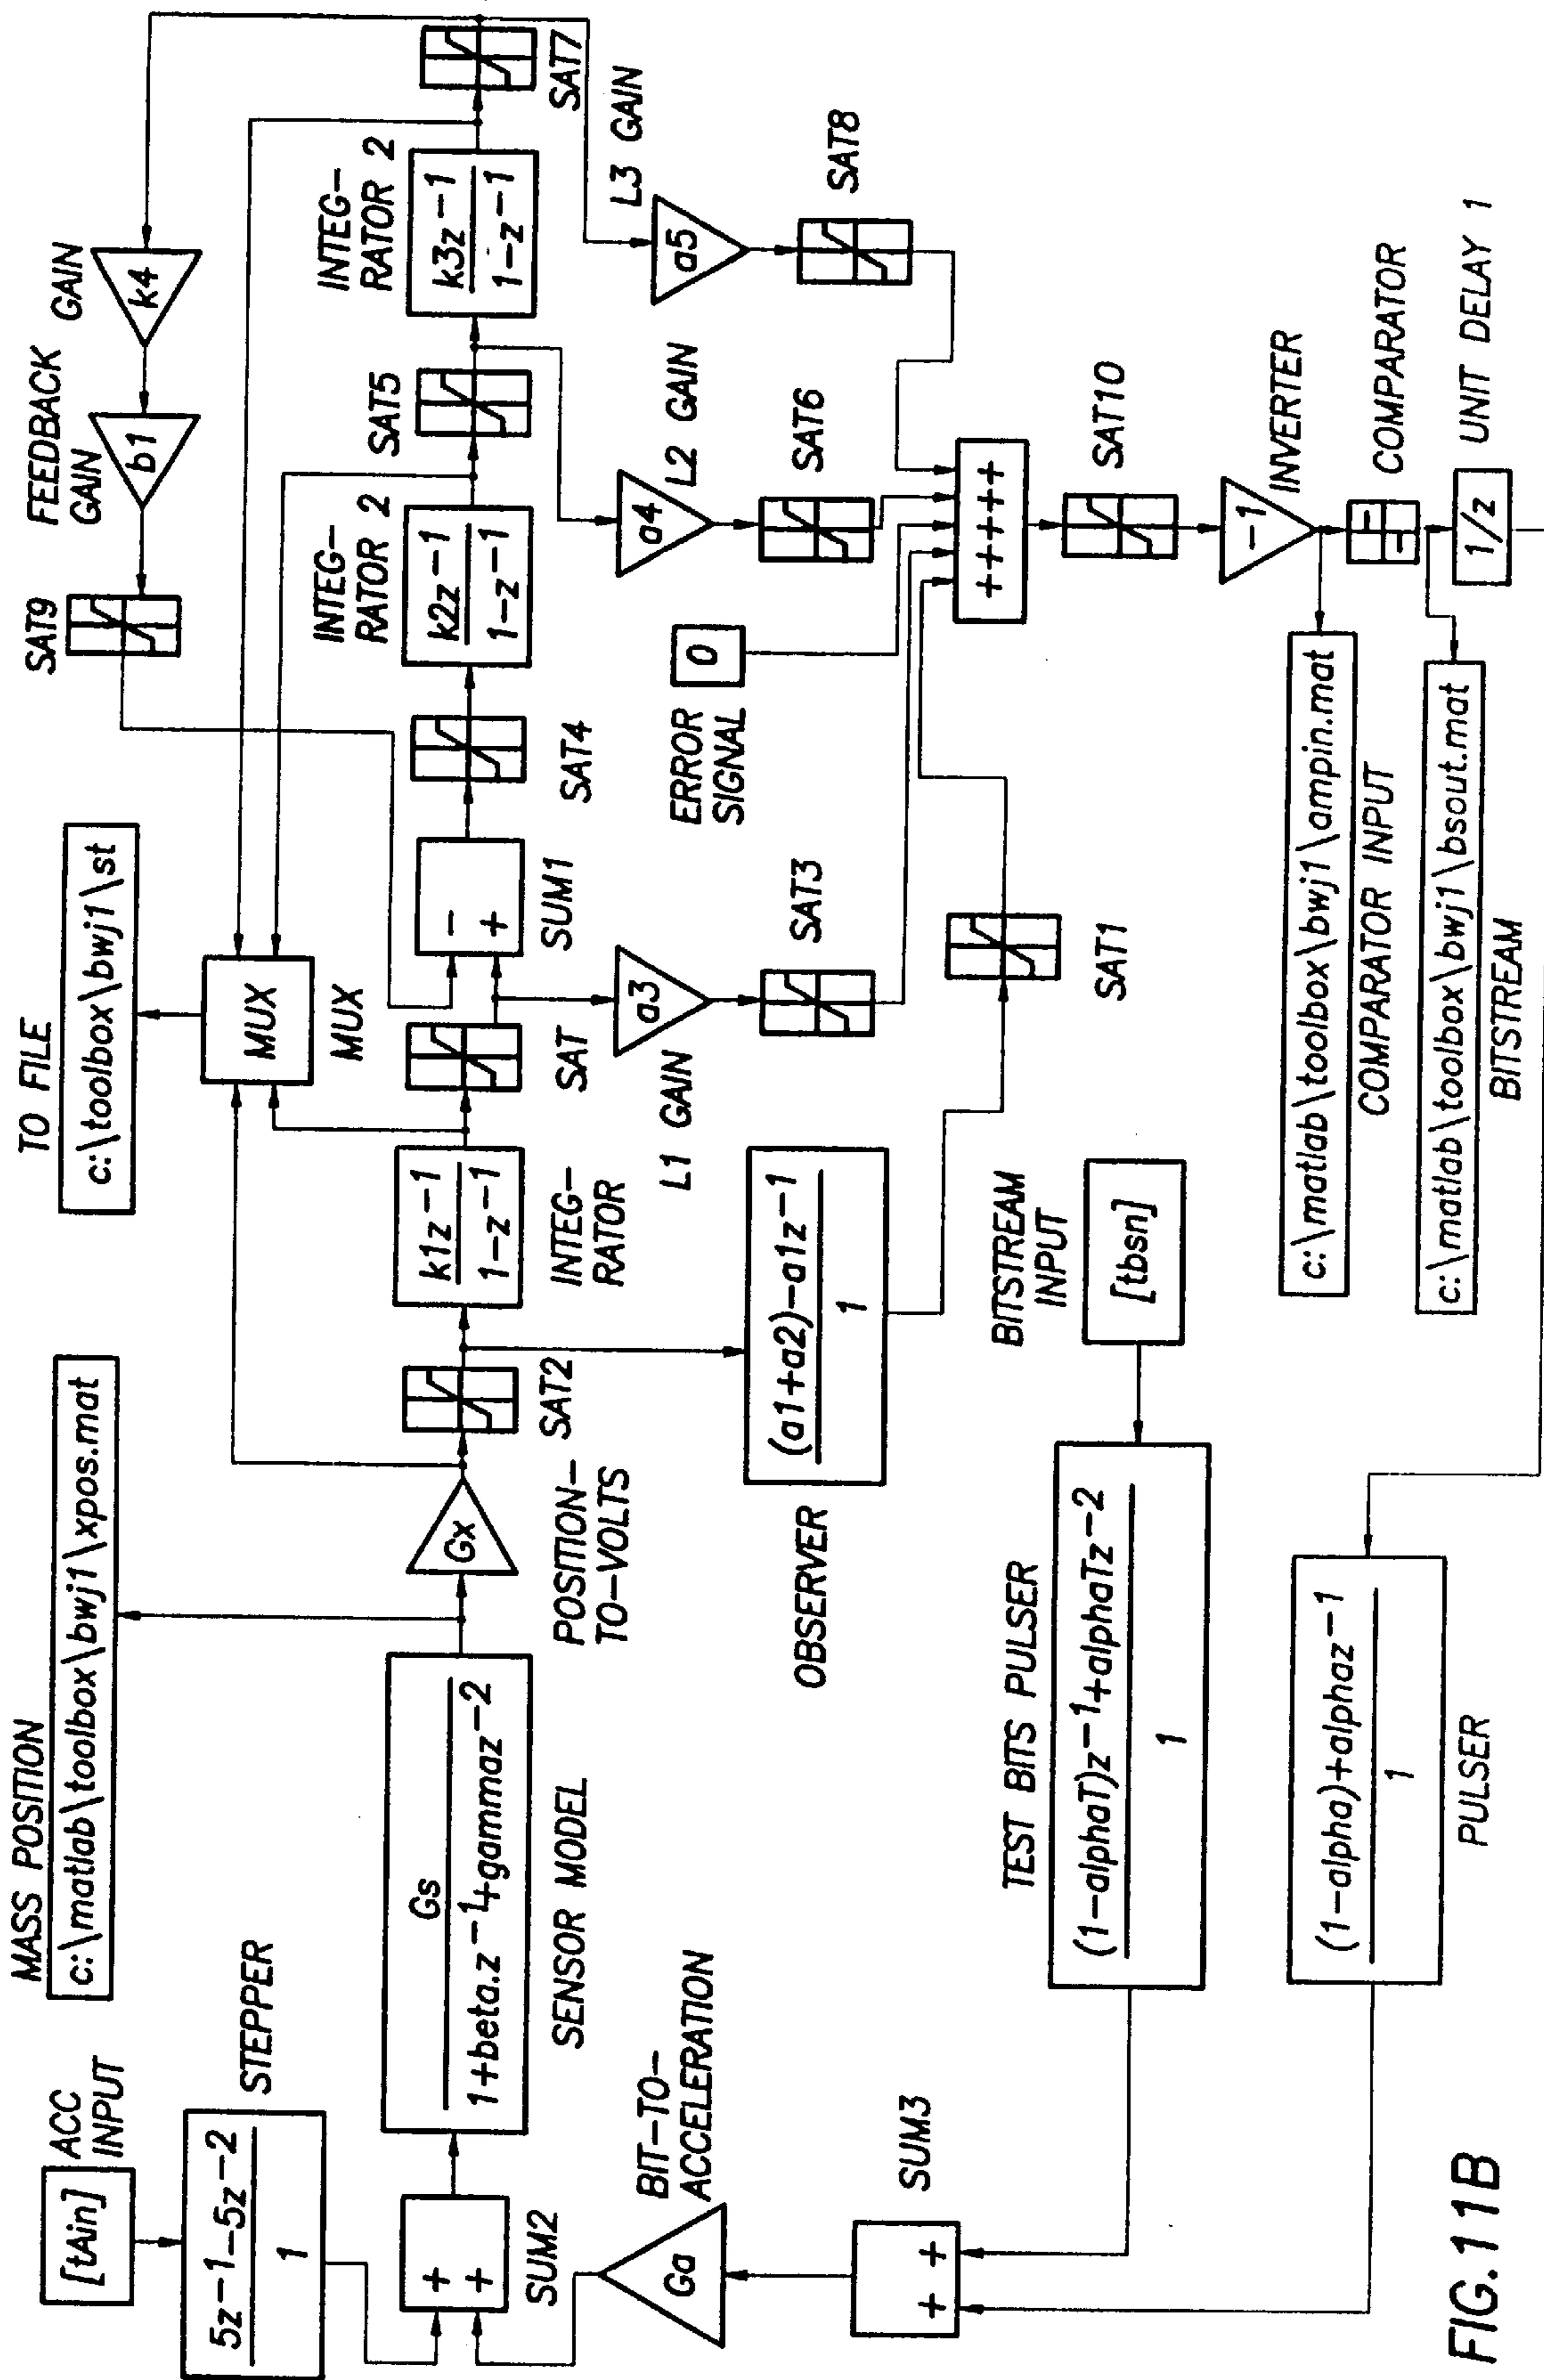 MASS POSITION
c:\matlab\toolbox\bwj1\xpos.mat
TO FILE
c:\toolbox\bwj1\st
[tAin]
ACC
INPUT
STEPPER
5z-1-5z-2
1
MUX
MUX
SAT9
FEEDBACK
GAIN
b1
GAIN
k4
+
+
SUM2
Gs
1+beta.z-1+gammaz-2
SENSOR MODEL
Gx
POSITION-
TO-VOLTS
SAT2
k1z-1
1-z-1
INTEG-
RATOR
SAT
-
+
SUM1
SAT4
INTEG-
RATOR 2
k2z-1
1-z-1
SAT5
INTEG-
RATOR 2
k3z-1
1-z-1
SAT7
BIT-TO-
ACCELERATION
Ga
OBSERVER
(a1+a2)-a1z-1
1
L1 GAIN
a3
SAT3
ERROR
SIGNAL
0
a4
L2 GAIN
SAT6
a5
L3 GAIN
SAT8
SAT1
+++++
SAT10
SUM3
+ +
TEST BITS PULSER
(1-alphaT)z-1+alphaTz-2
1
BITSTREAM
INPUT
[tbsn]
-1
INVERTER
c:\matlab\toolbox\bwj1\ampin.mat
COMPARATOR INPUT
COMPARATOR
(1-alpha)+alphaz-1
1
PULSER
c:\matlab\toolbox\bwj1\bsout.mat
BITSTREAM
1/z
UNIT DELAY 1
FIG.11B